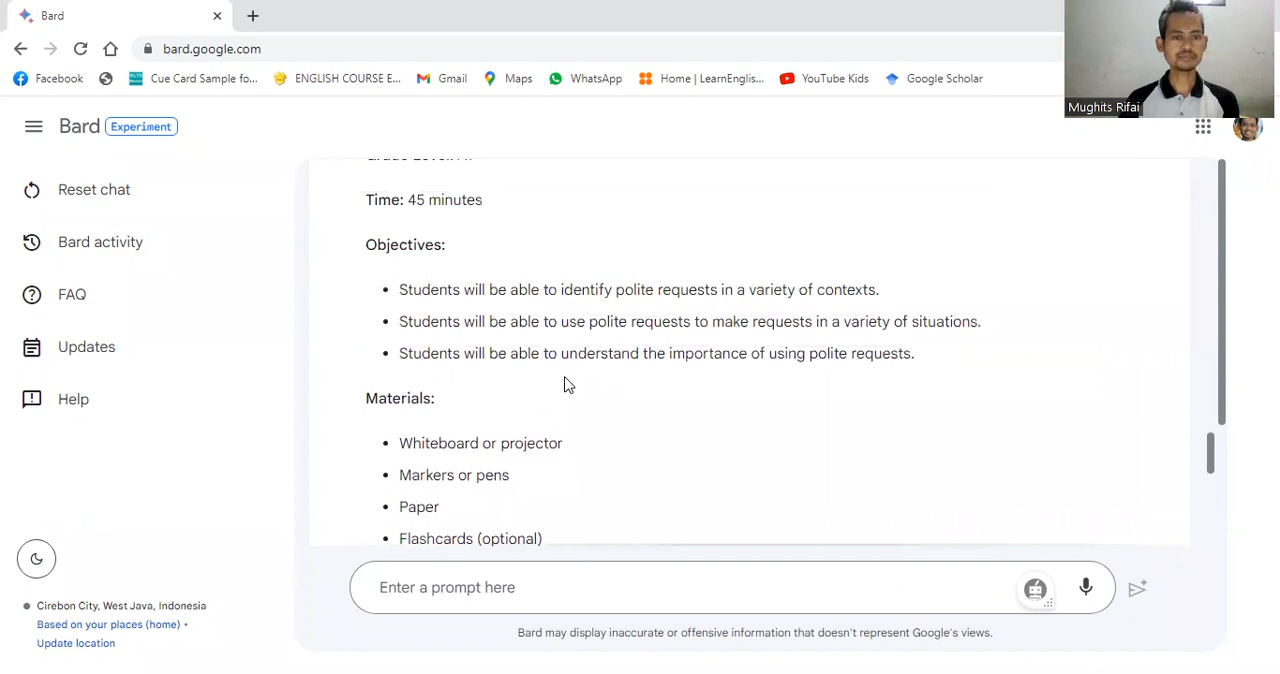 Bard
bard.google.com
Facebook
Cue Card Sample fo...
ENGLISH COURSE E...
Gmail
Maps
WhatsApp
Home | LearnEnglis...
YouTube Kids
Google Scholar
Mughits Rifai
Bard Experiment
Reset chat
Bard activity
FAQ
Updates
Help
Time: 45 minutes
Objectives:
• Students will be able to identify polite requests in a variety of contexts.
• Students will be able to use polite requests to make requests in a variety of situations.
• Students will be able to understand the importance of using polite requests.
Materials:
• Whiteboard or projector
• Markers or pens
• Paper
• Flashcards (optional)
Enter a prompt here
Bard may display inaccurate or offensive information that doesn't represent Google's views.
Cirebon City, West Java, Indonesia
Based on your places (home) •
Update location